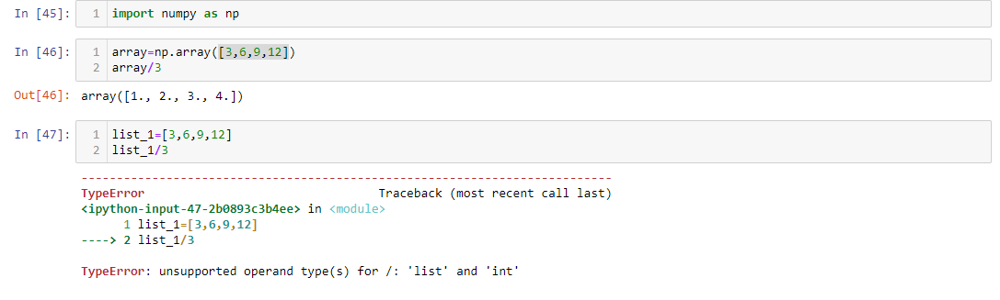 In [45]: 1 import numpy as np
In [46]: 1 array=np.array([3,6,9,12])
2 array/3
Out[46]: array([1., 2., 3., 4.])
In [47]: 1 list_1=[3,6,9,12]
2 list_1/3
---------------------------------------------------------------------------
TypeError                                 Traceback (most recent call last)
<ipython-input-47-2b0893c3b4ee> in <module>
      1 list_1=[3,6,9,12]
----> 2 list_1/3
TypeError: unsupported operand type(s) for /: 'list' and 'int'